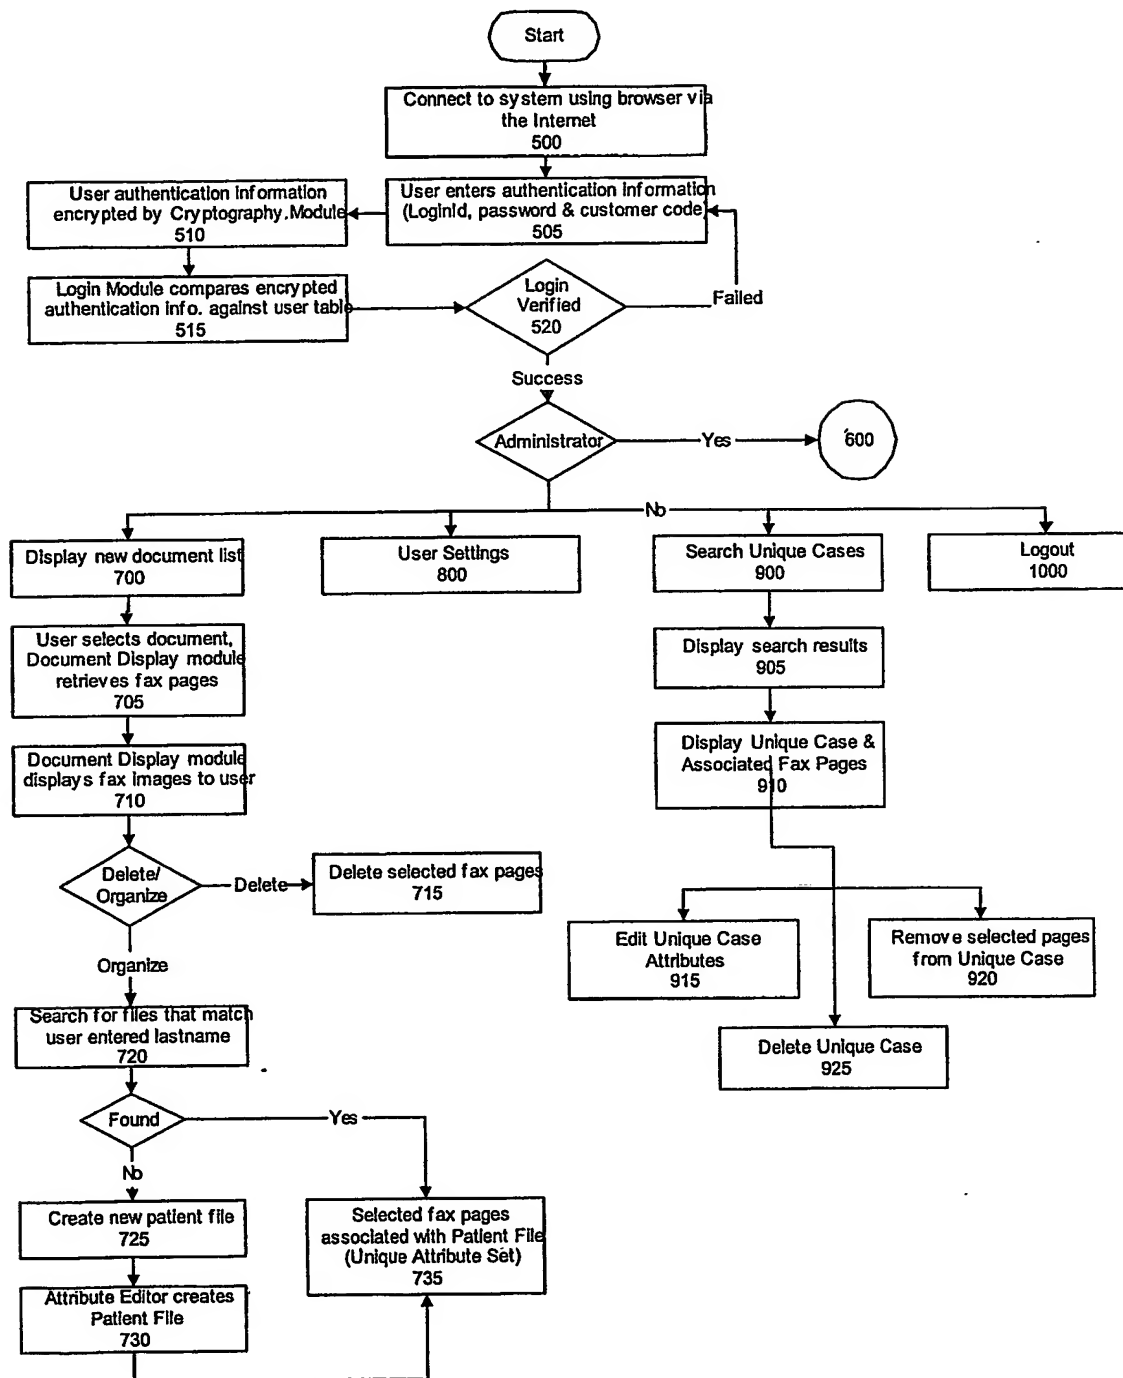 Start
Connect to system using browser via
the Internet
500
User authentication information
encrypted by Cryptography.Module
510
User enters authentication information
(LoginId, password & customer code)
505
Login Module compares encrypted
authentication info. against user table
515
Login
Verified
520
Failed
Success
Administrator
Yes
600
No
Display new document list
700
User Settings
800
Search Unique Cases
900
Logout
1000
User selects document,
Document Display module
retrieves fax pages
705
Display search results
905
Document Display module
displays fax images to user
710
Display Unique Case &
Associated Fax Pages
910
Delete/
Organize
Delete
Delete selected fax pages
715
Edit Unique Case
Attributes
915
Remove selected pages
from Unique Case
920
Organize
Search for files that match
user entered lastname
720
Delete Unique Case
925
Found
Yes
No
Create new patient file
725
Selected fax pages
associated with Patient File
(Unique Attribute Set)
735
Attribute Editor creates
Patient File
730